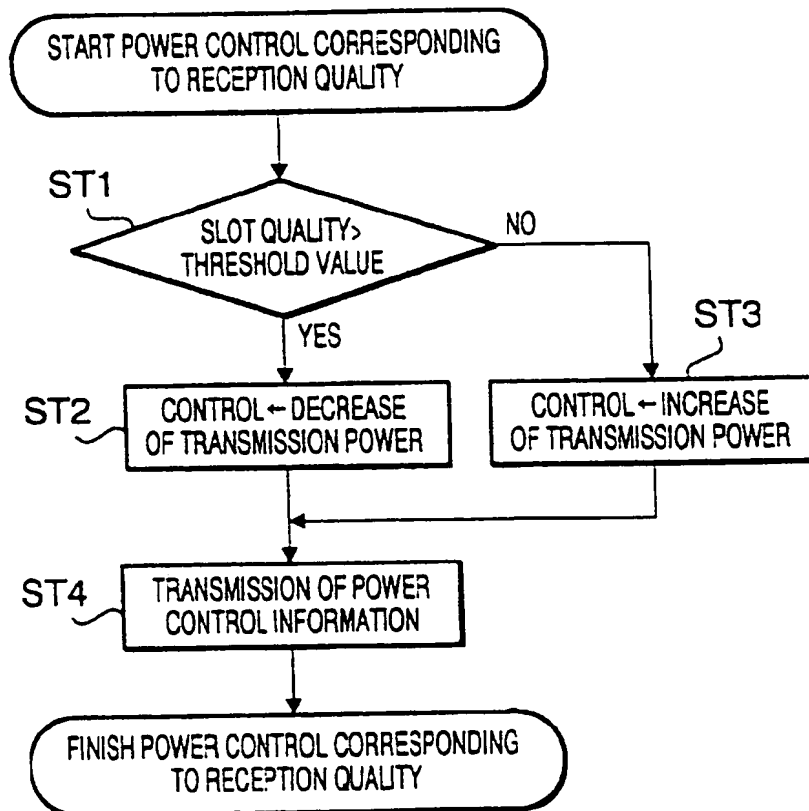 START POWER CONTROL CORRESPONDING
TO RECEPTION QUALITY
ST1
SLOT QUALITY>
THRESHOLD VALUE
NO
YES
ST3
ST2
CONTROL ← DECREASE
OF TRANSMISSION POWER
CONTROL ← INCREASE
OF TRANSMISSION POWER
ST4
TRANSMISSION OF POWER
CONTROL INFORMATION
FINISH POWER CONTROL CORRESPONDING
TO RECEPTION QUALITY